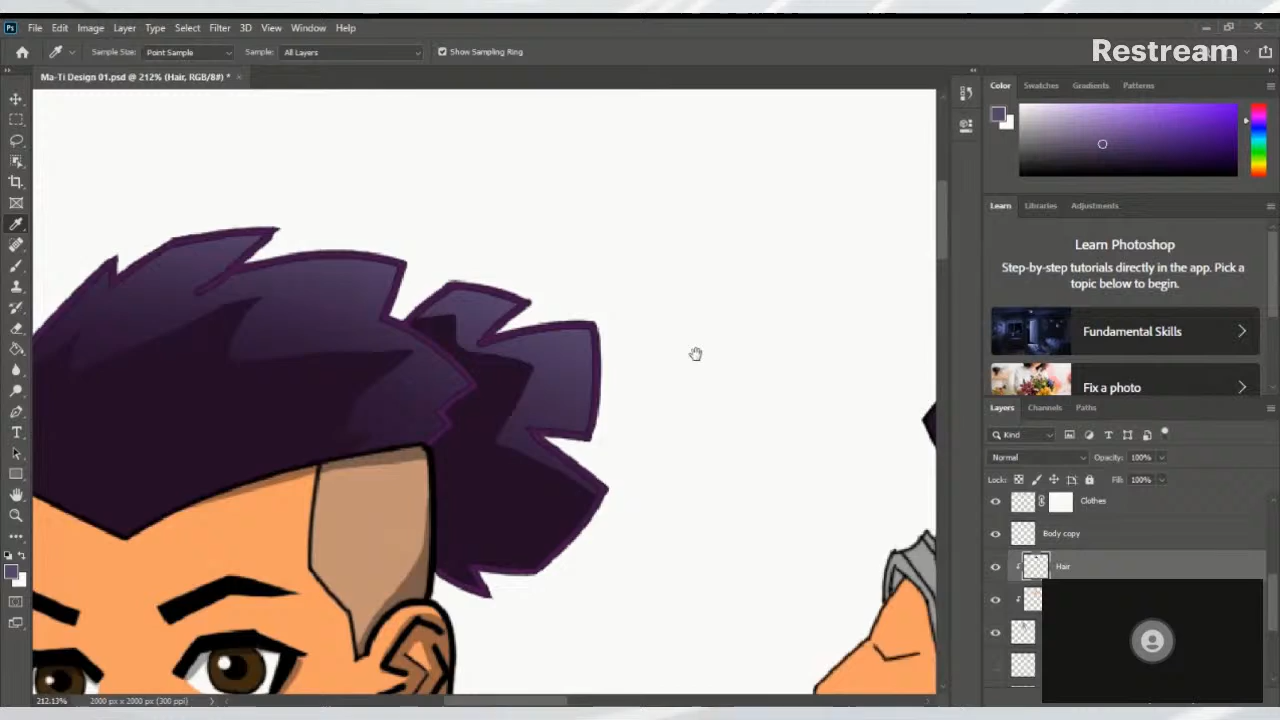 Ps File Edit Image Layer Type Select Filter 3D View Window Help
Sample Size: Point Sample Sample: All Layers Show Sampling Ring
Restream
Ma-Ti Design 01.psd @ 212% (Hair, RGB/8#) *
Color Swatches Gradients Patterns
Learn Libraries Adjustments
Learn Photoshop
Step-by-step tutorials directly in the app. Pick a
topic below to begin.
Fundamental Skills
Fix a photo
Layers Channels Paths
Kind
Normal Opacity: 100%
Lock: Fill: 100%
Clothes
Body copy
Hair
212.13% 2000 px x 2000 px (300 ppi)